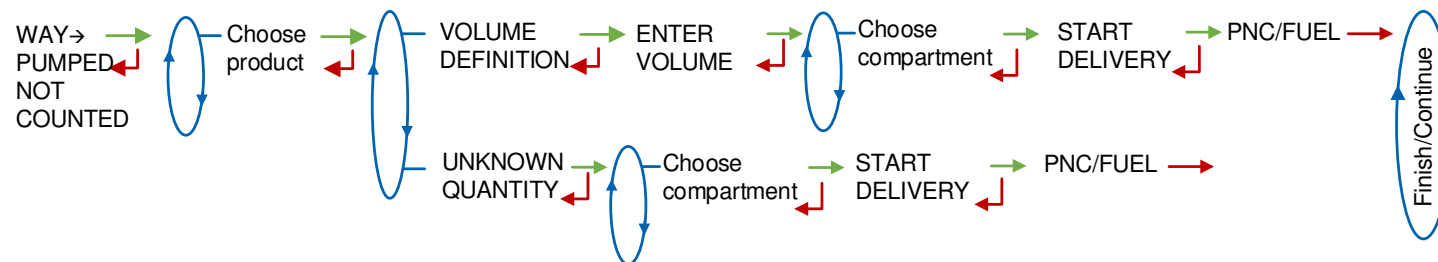 WAY→
PUMPED
NOT
COUNTED
Choose
product
VOLUME
DEFINITION
ENTER
VOLUME
Choose
compartment
START
DELIVERY
PNC/FUEL
UNKNOWN
QUANTITY
Choose
compartment
START
DELIVERY
PNC/FUEL
Finish/Continue